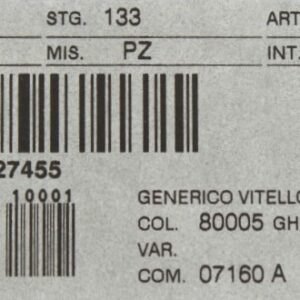 STG. 133 ART
MIS. PZ INT.
27455
10001
GENERICO VITELLO
COL. 80005 GH
VAR.
COM. 07160 A